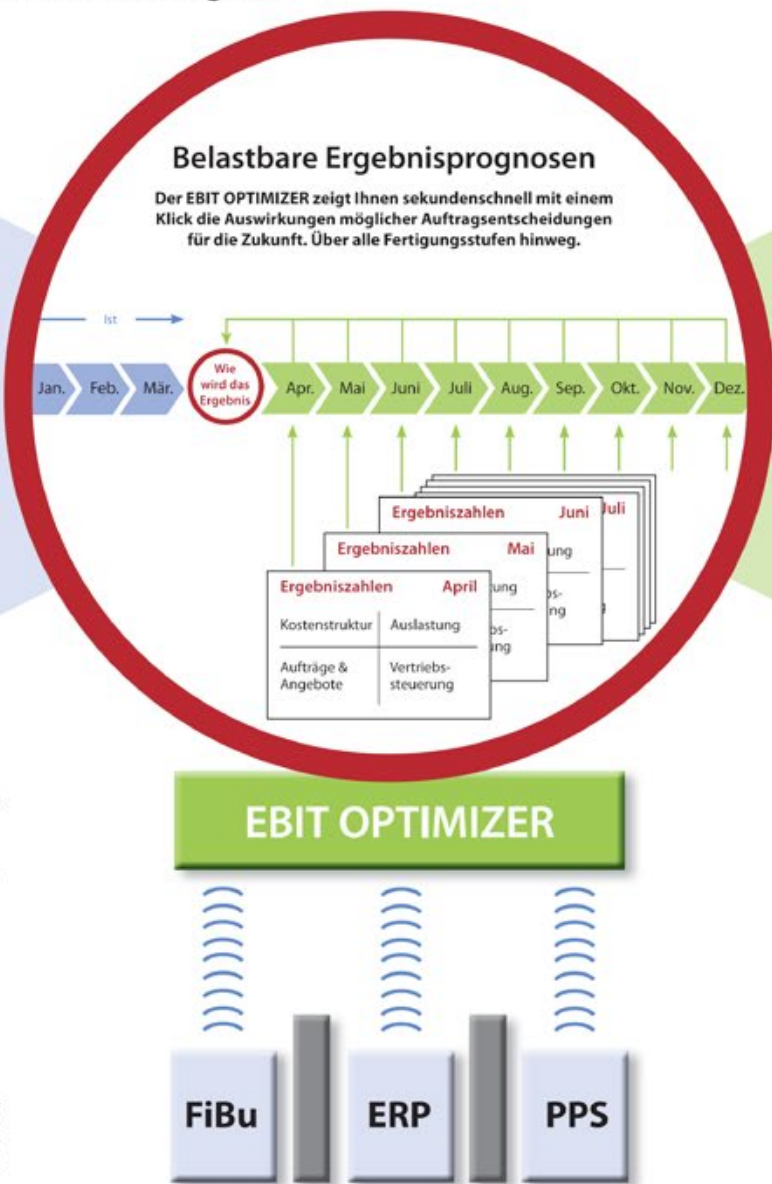 Belastbare Ergebnisprognosen
Der EBIT OPTIMIZER zeigt Ihnen sekundenschnell mit einem
Klick die Auswirkungen möglicher Auftragsentscheidungen
für die Zukunft. Über alle Fertigungsstufen hinweg.
Ist
Jan. Feb. Mär. Wie wird das Ergebnis Apr. Mai Juni Juli Aug. Sep. Okt. Nov. Dez.
Ergebniszahlen Juni Juli
Ergebniszahlen Mai ung
Ergebniszahlen April
Kostenstruktur Auslastung
Aufträge & Vertriebs-
Angebote steuerung
EBIT OPTIMIZER
FiBu ERP PPS